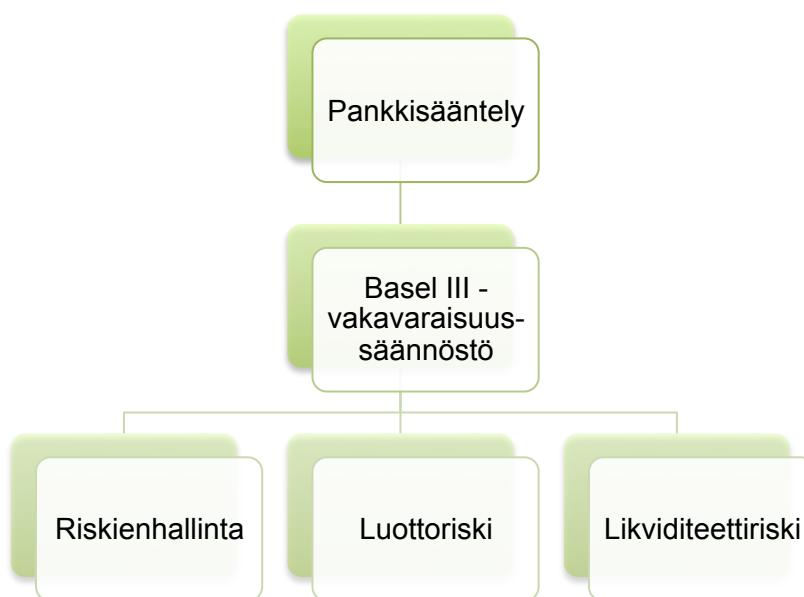 Pankkisääntely
Basel III -
vakavaraisuus-
säännöstö
Riskienhallinta
Luottoriski
Likviditeettiriski